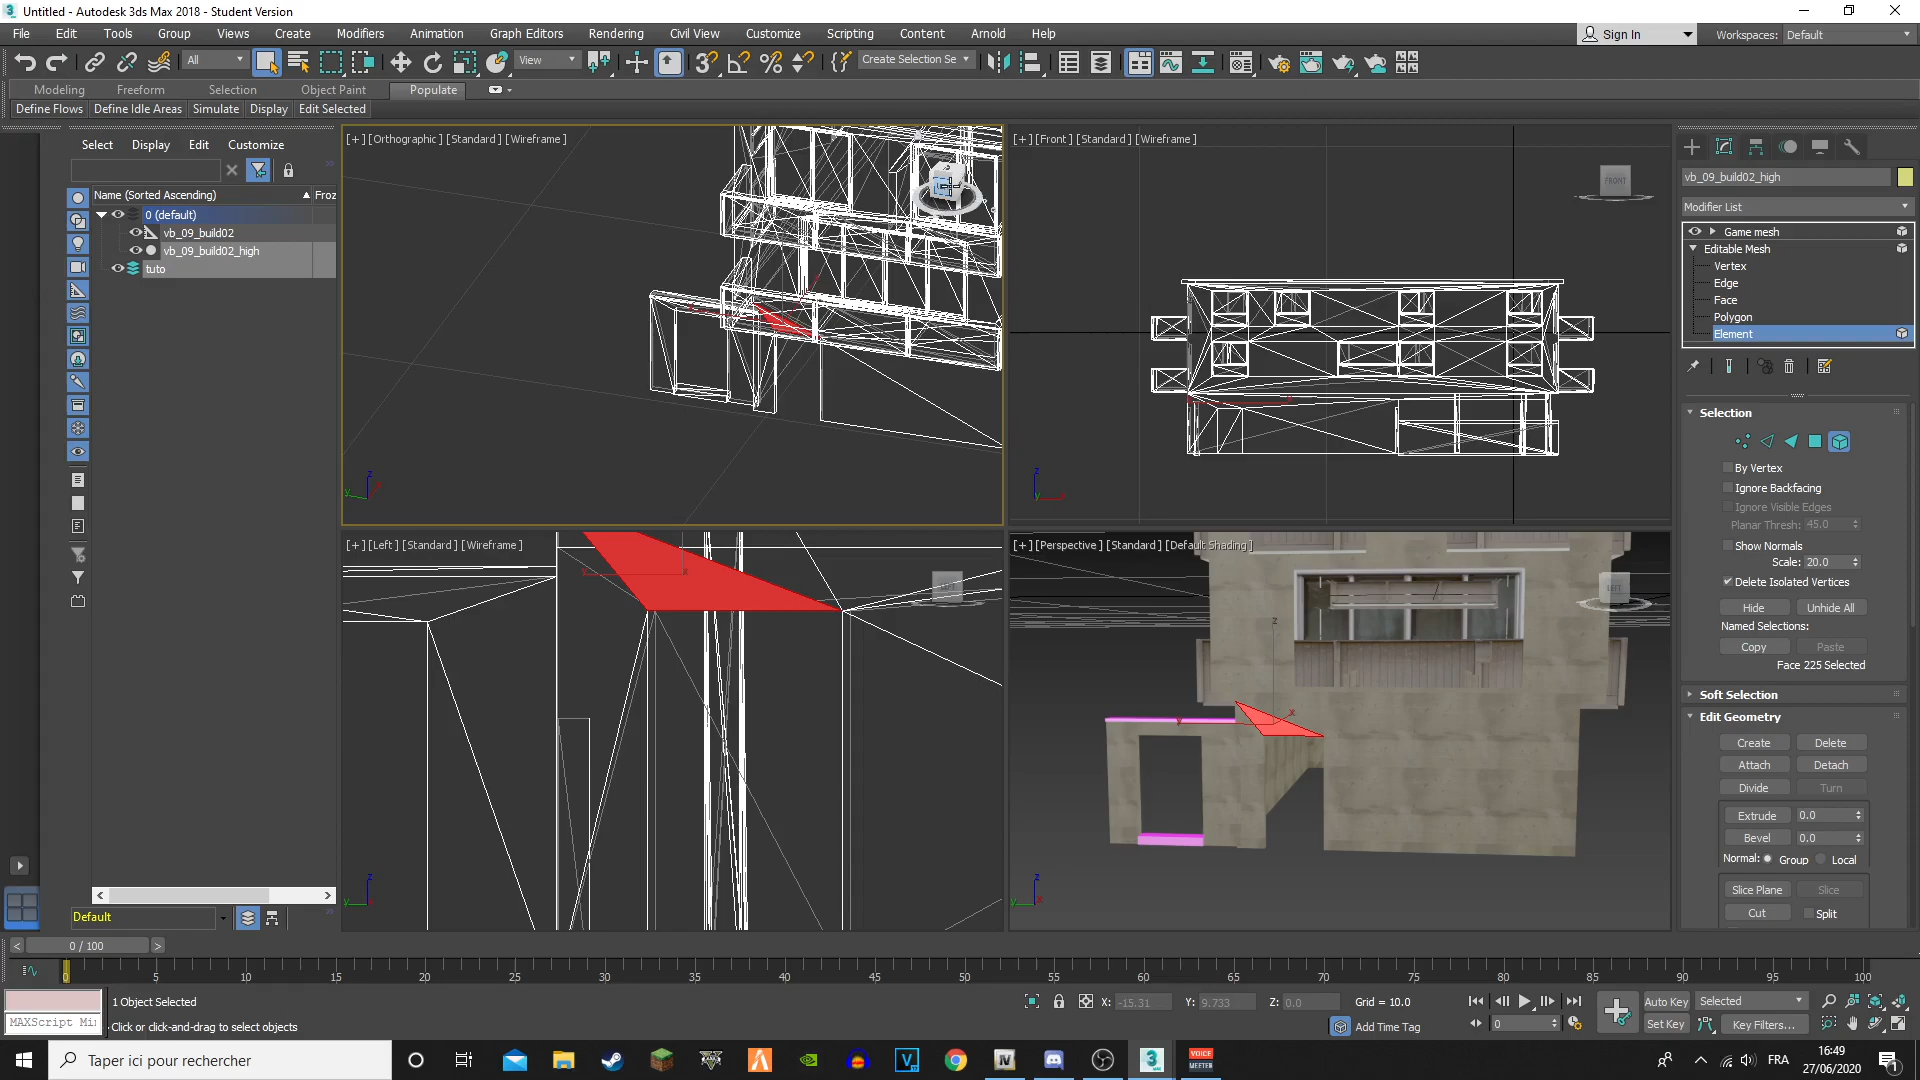 Untitled - Autodesk 3ds Max 2018 - Student Version
File Edit Tools Group Views Create Modifiers Animation Graph Editors Rendering Civil View Customize Scripting Content Arnold Help Sign In Workspaces: Default
All View Create Selection Se
Modeling Freeform Selection Object Paint Populate
Define Flows Define Idle Areas Simulate Display Edit Selected
Select Display Edit Customize
Name (Sorted Ascending) Froz
0 (default)
vb_09_build02
vb_09_build02_high
tuto
Default
[+] [Orthographic ] [Standard ] [Wireframe ]
[+] [Front ] [Standard ] [Wireframe ]
FRONT
[+] [Left ] [Standard ] [Wireframe ]
[+] [Perspective ] [Standard ] [Default Shading ]
LEFT
vb_09_build02_high
Modifier List
Game mesh
Editable Mesh
Vertex
Edge
Face
Polygon
Element
Selection
By Vertex
Ignore Backfacing
Ignore Visible Edges
Planar Thresh: 45.0
Show Normals
Scale: 20.0
Delete Isolated Vertices
Hide Unhide All
Named Selections:
Copy Paste
Face 225 Selected
Soft Selection
Edit Geometry
Create Delete
Attach Detach
Divide Turn
Extrude 0.0
Bevel 0.0
Normal: Group Local
Slice Plane Slice
Cut Split
0 / 100
0 5 10 15 20 25 30 35 40 45 50 55 60 65 70 75 80 85 90 95 100
1 Object Selected X: -15.31 Y: 9.733 Z: 0.0 Grid = 10.0 Auto Key Selected
MAXScript Mi Click or click-and-drag to select objects Add Time Tag 0 Set Key Key Filters...
Taper ici pour rechercher
VOICE
MEETER
FRA
16:49
27/06/2020
1